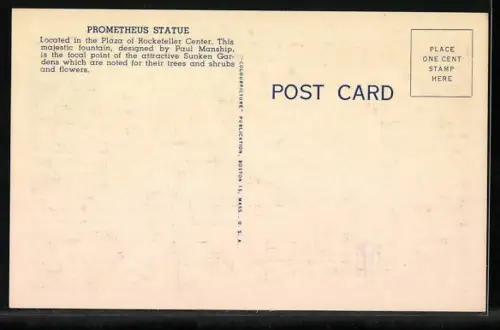 PROMETHEUS STATUE
Located in the Plaza of Rockefeller Center. This
majestic fountain, designed by Paul Manship,
is the focal point of the attractive Sunken Gar-
dens which are noted for their trees and shrubs
and flowers.
"COLOURPICTURE" PUBLICATION, BOSTON 15, MASS., U. S. A.
POST CARD
PLACE
ONE CENT
STAMP
HERE